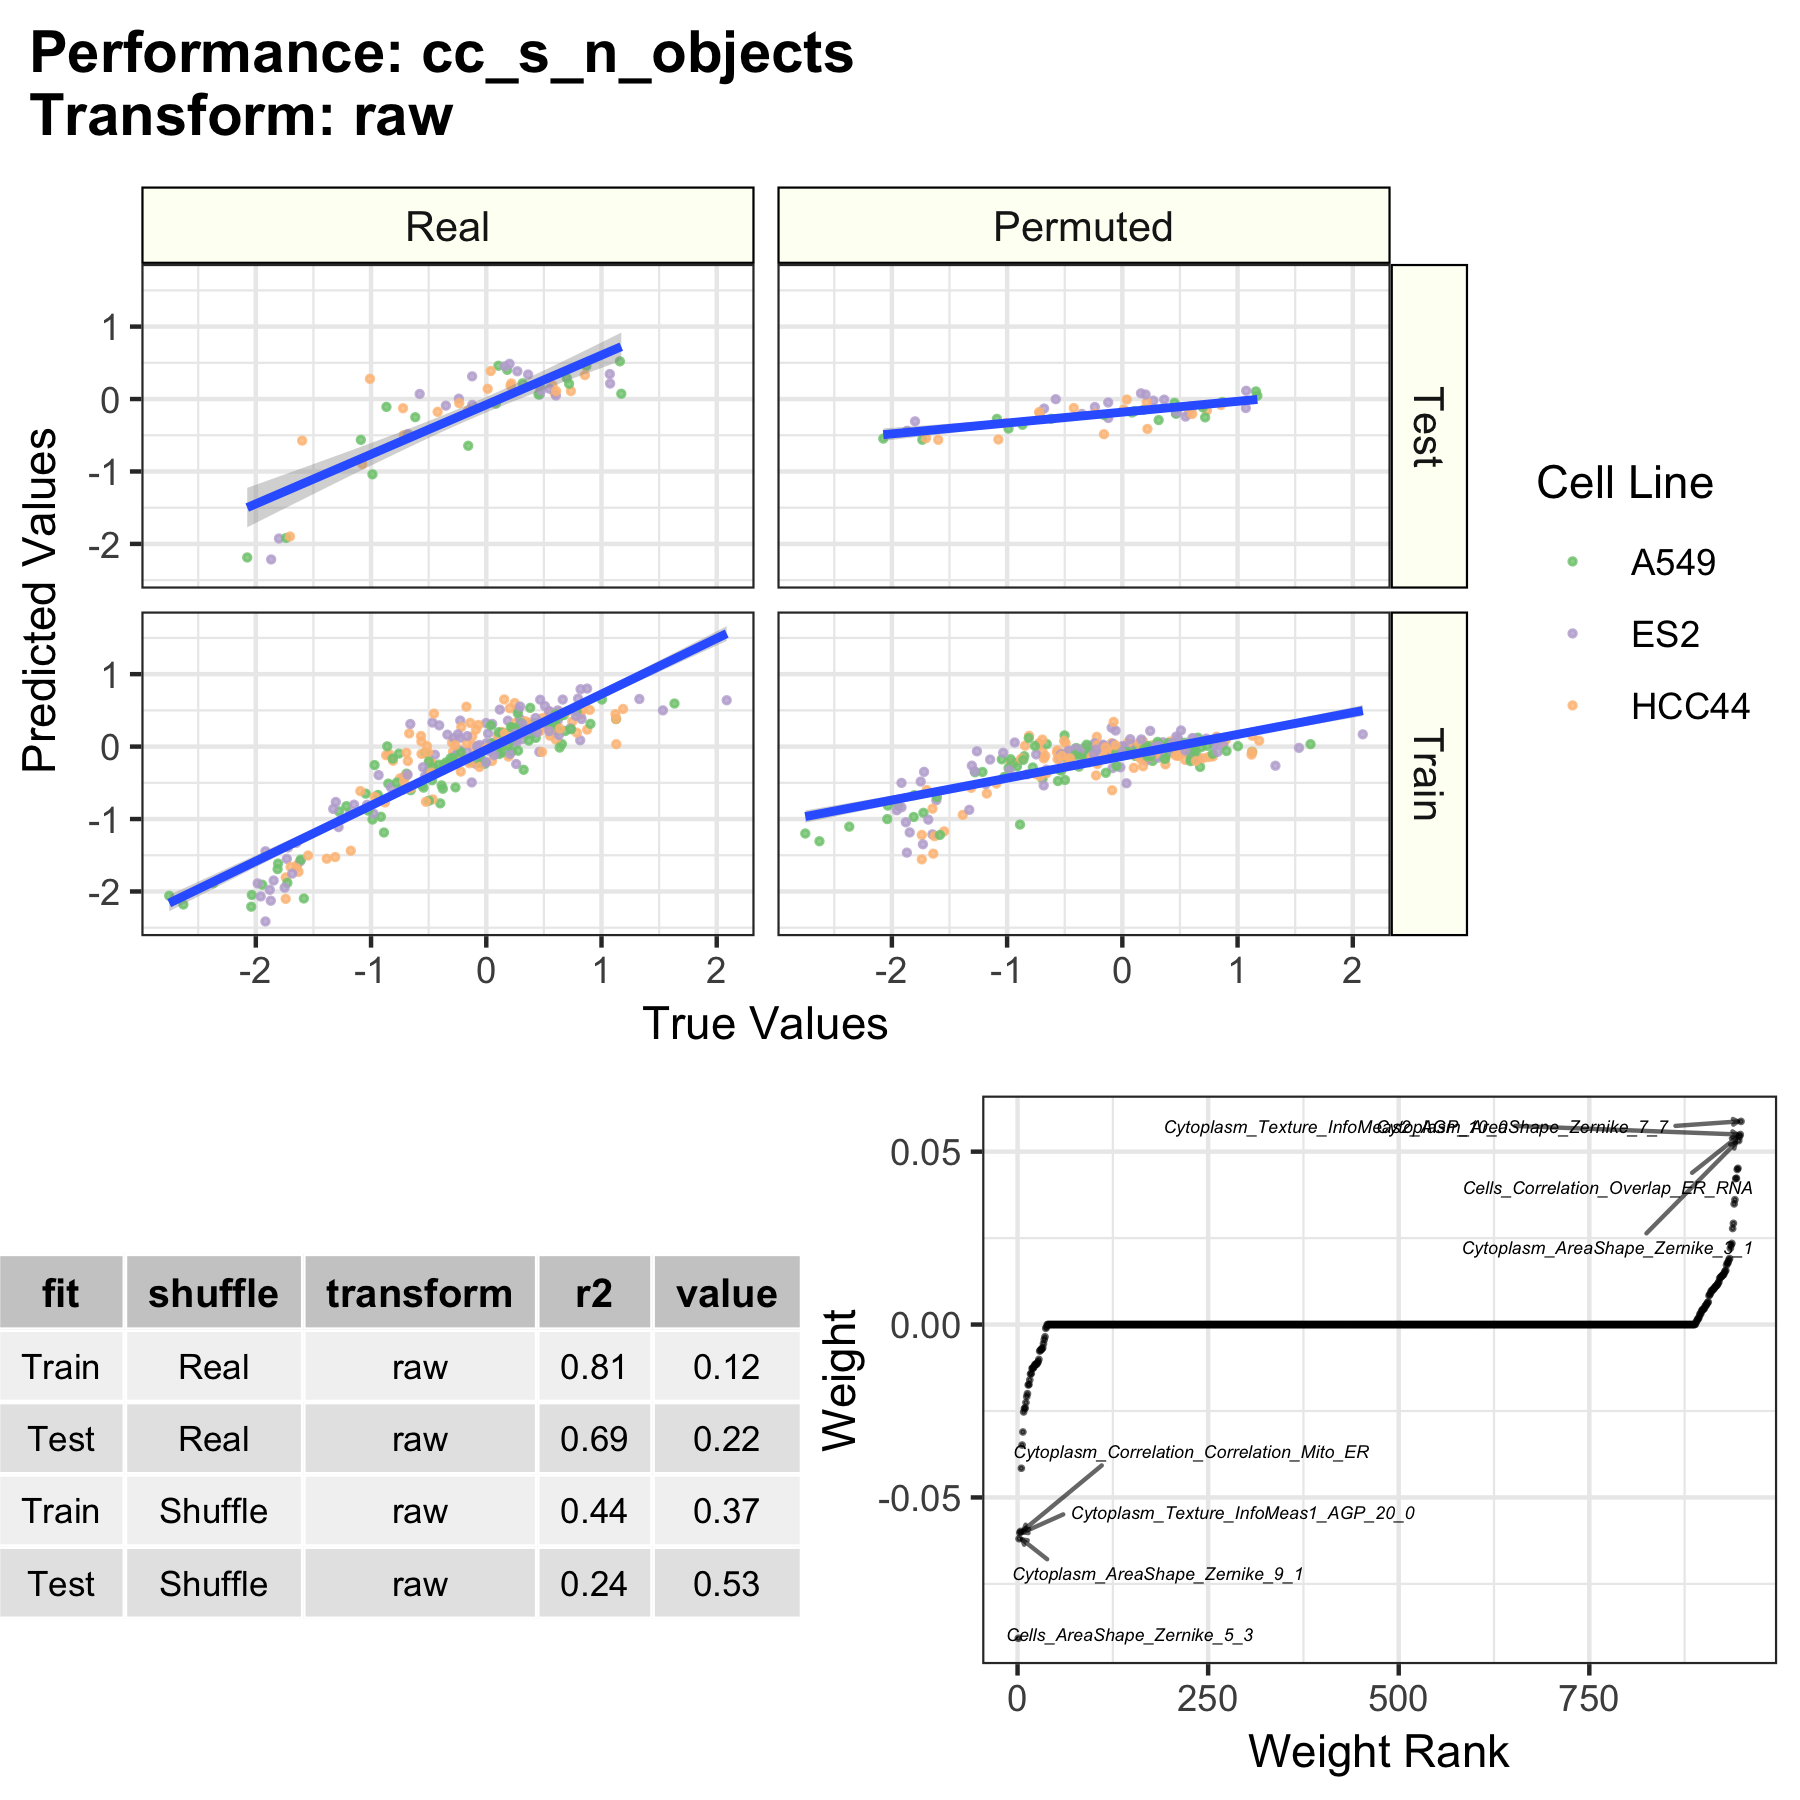 Performance: cc_s_n_objects
Transform: raw
Real
Permuted
1
0
-1
-2
Test
1
0
-1
-2
Train
Predicted Values
-2
-1
0
1
2
-2
-1
0
1
2
True Values
Cell Line
A549
ES2
HCC44
fit shuffle transform r2 value
Train Real raw 0.81 0.12
Test Real raw 0.69 0.22
Train Shuffle raw 0.44 0.37
Test Shuffle raw 0.24 0.53
Weight
0.05
0.00
-0.05
Cytoplasm_Texture_InfoMeas2_AGP_10_0
Cytoplasm_AreaShape_Zernike_7_7
Cells_Correlation_Overlap_ER_RNA
Cytoplasm_AreaShape_Zernike_3_1
Cytoplasm_Correlation_Correlation_Mito_ER
Cytoplasm_Texture_InfoMeas1_AGP_20_0
Cytoplasm_AreaShape_Zernike_9_1
Cells_AreaShape_Zernike_5_3
0
250
500
750
Weight Rank